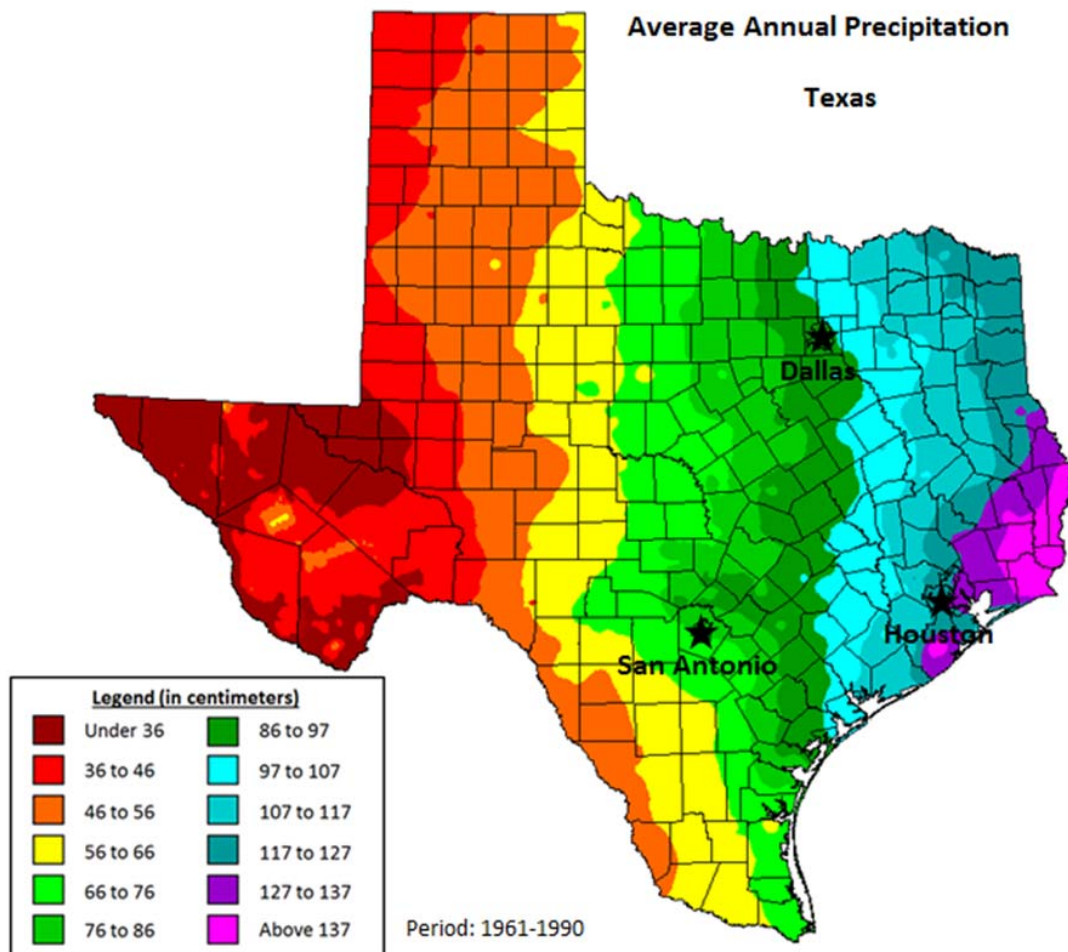 Average Annual Precipitation
Texas
Dallas
Houston
San Antonio
Legend (in centimeters)
Under 36
36 to 46
46 to 56
56 to 66
66 to 76
76 to 86
86 to 97
97 to 107
107 to 117
117 to 127
127 to 137
Above 137
Period: 1961-1990